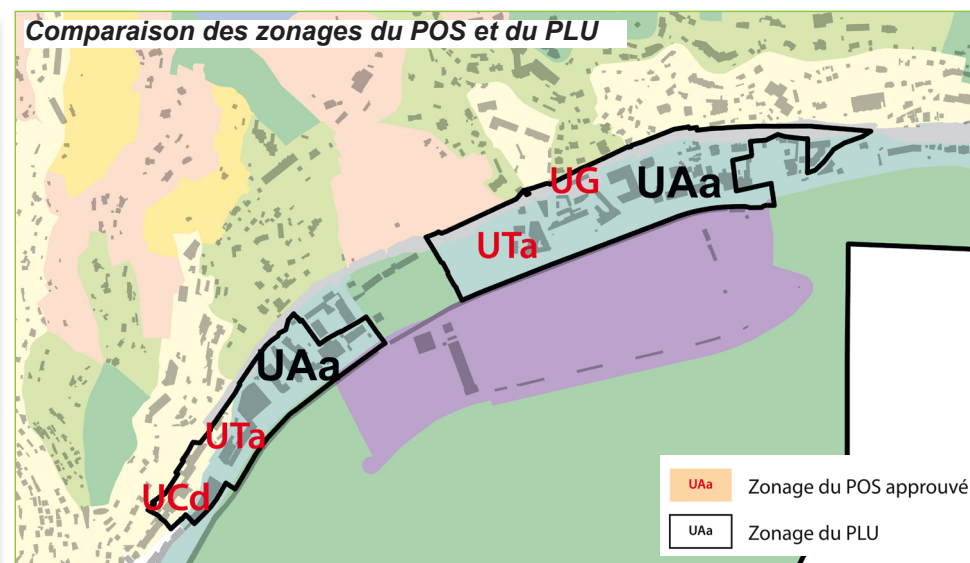 Comparaison des zonages du POS et du PLU
UG
UAa
UTa
UAa
UTa
UCd
UAa Zonage du POS approuvé
UAa Zonage du PLU